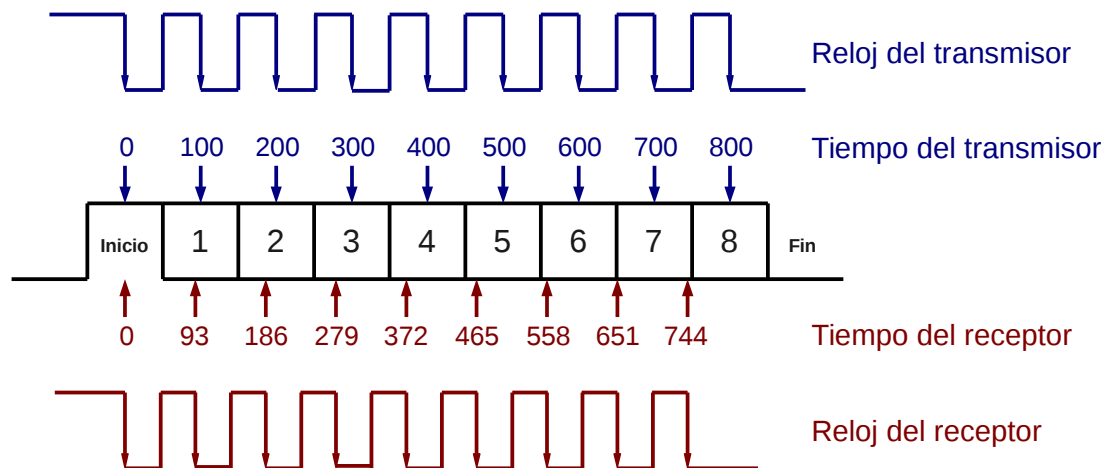 Reloj del transmisor
0 100 200 300 400 500 600 700 800 Tiempo del transmisor
Inicio 1 2 3 4 5 6 7 8 Fin
0 93 186 279 372 465 558 651 744 Tiempo del receptor
Reloj del receptor